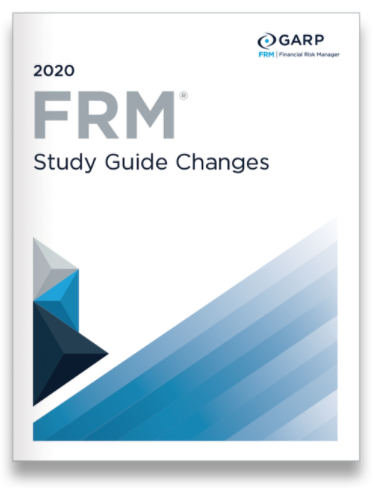 GARP
FRM | Financial Risk Manager
2020
FRM®
Study Guide Changes